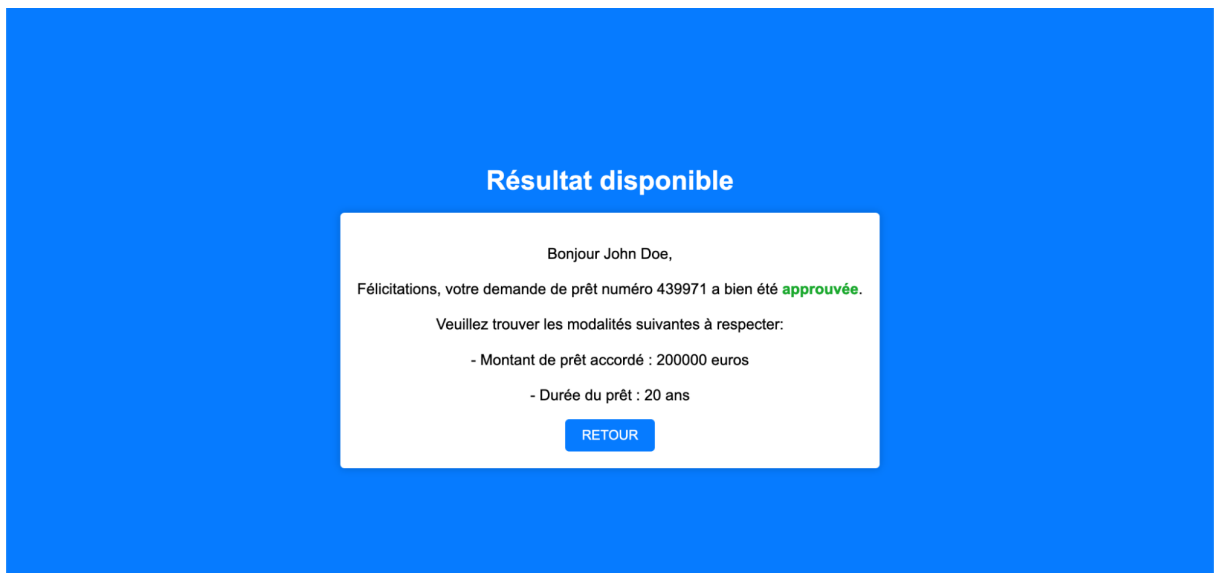 Résultat disponible
Bonjour John Doe,
Félicitations, votre demande de prêt numéro 439971 a bien été approuvée.
Veuillez trouver les modalités suivantes à respecter:
- Montant de prêt accordé : 200000 euros
- Durée du prêt : 20 ans
RETOUR